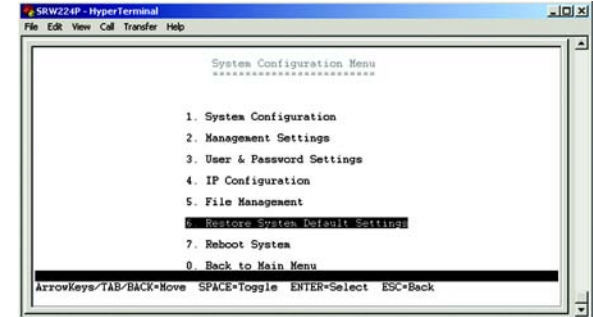 SRW224P - HyperTerminal
File Edit View Call Transfer Help
System Configuration Menu
=========================
1. System Configuration
2. Management Settings
3. User & Password Settings
4. IP Configuration
5. File Management
6. Restore System Default Settings
7. Reboot System
0. Back to Main Menu
ArrowKeys/TAB/BACK=Move SPACE=Toggle ENTER=Select ESC=Back